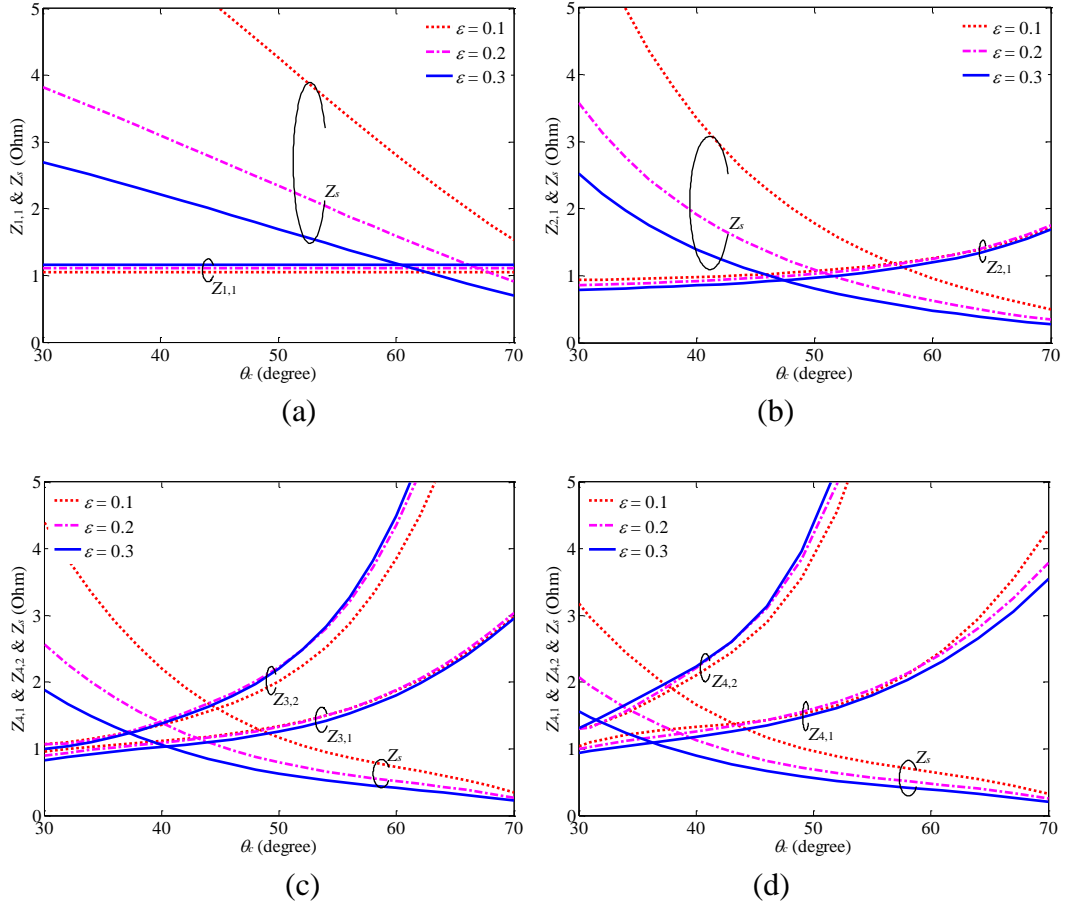 5
4
3
2
1
0
30
40
50
60
70
Z1,1 & Zs (Ohm)
θc (degree)
ε = 0.1
ε = 0.2
ε = 0.3
Zs
Z1,1
(a)
5
4
3
2
1
0
30
40
50
60
70
Z2,1 & Zs (Ohm)
θc (degree)
ε = 0.1
ε = 0.2
ε = 0.3
Zs
Z2,1
(b)
5
4
3
2
1
0
30
40
50
60
70
Z4,1 & Z4,2 & Zs (Ohm)
θc (degree)
ε = 0.1
ε = 0.2
ε = 0.3
Z3,2
Z3,1
Zs
(c)
5
4
3
2
1
0
30
40
50
60
70
Z4,1 & Z4,2 & Zs (Ohm)
θc (degree)
ε = 0.1
ε = 0.2
ε = 0.3
Z4,2
Z4,1
Zs
(d)